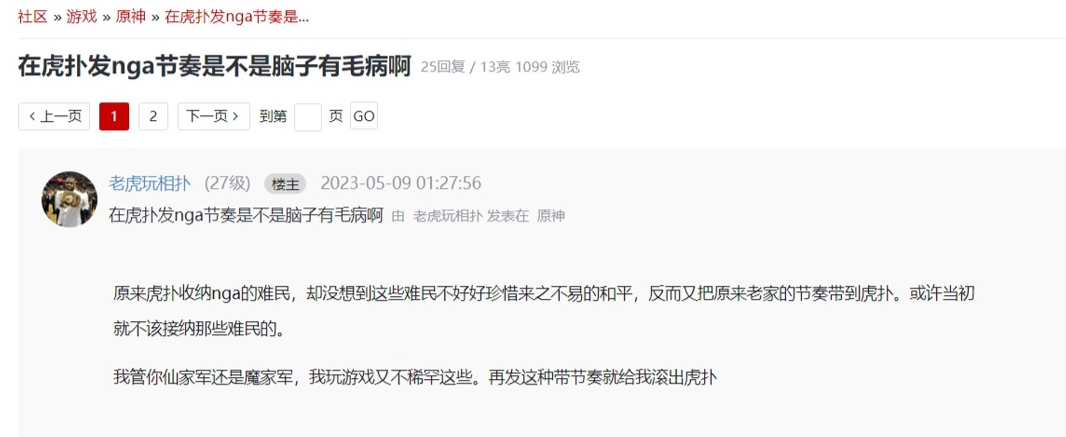 社区 » 游戏 » 原神 » 在虎扑发nga节奏是...
在虎扑发nga节奏是不是脑子有毛病啊 25回复 / 13亮 1099 浏览
上一页 1 2 下一页 到第 页 GO
老虎玩相扑 (27级) 楼主 2023-05-09 01:27:56
在虎扑发nga节奏是不是脑子有毛病啊 由 老虎玩相扑 发表在 原神
原来虎扑收纳nga的难民，却没想到这些难民不好好珍惜来之不易的和平，反而又把原来老家的节奏带到虎扑。或许当初
就不该接纳那些难民的。
我管你仙家军还是魔家军，我玩游戏又不稀罕这些。再发这种带节奏就给我滚出虎扑